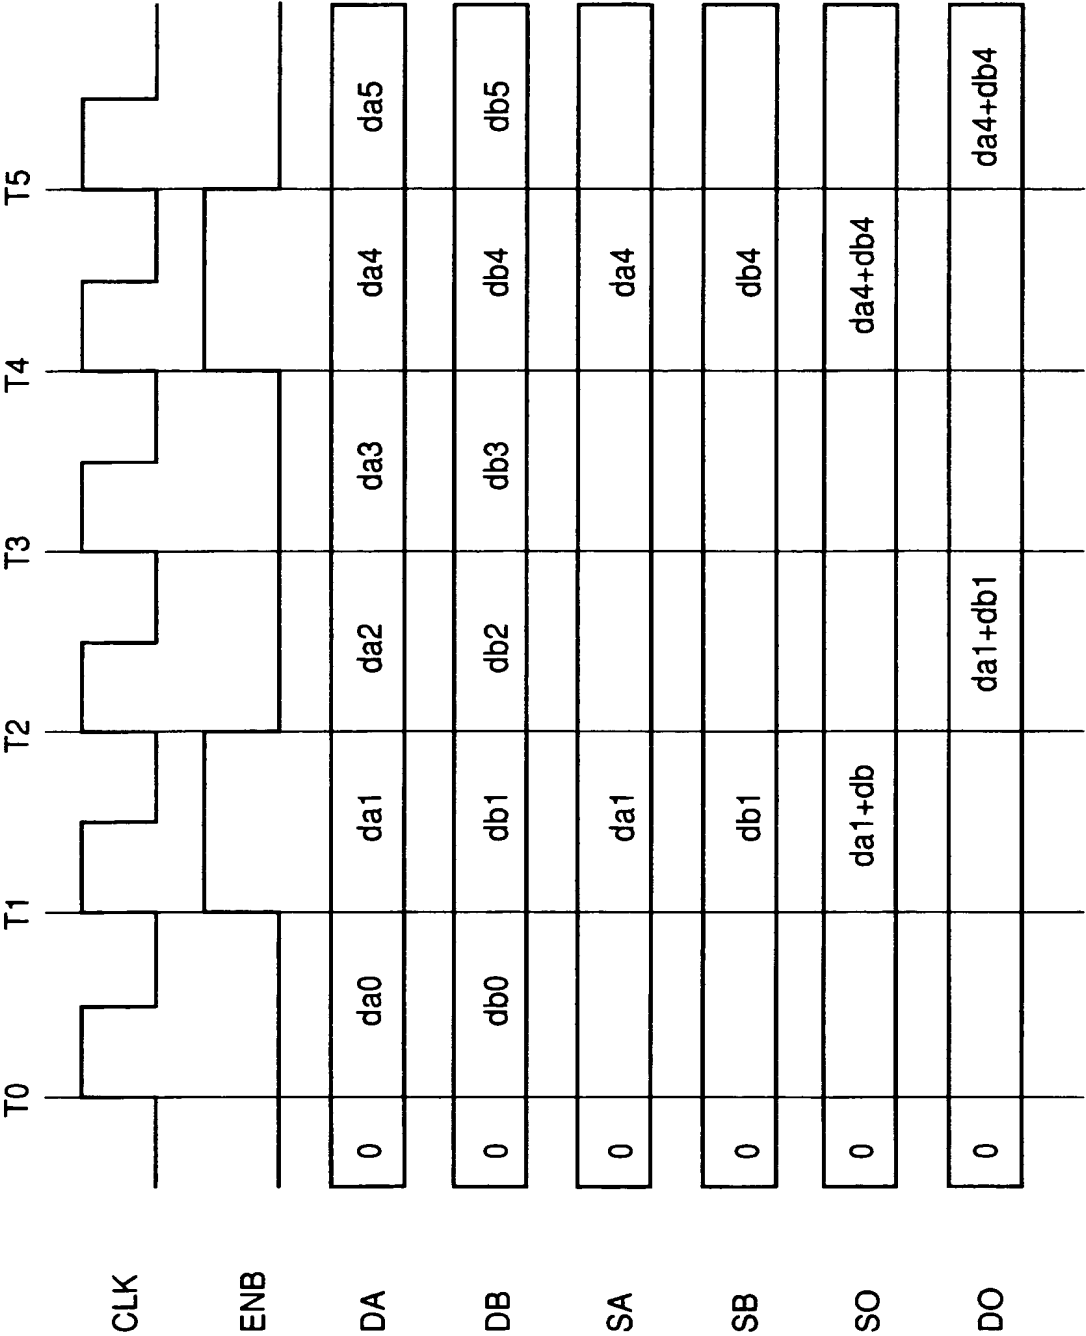 T0 T1 T2 T3 T4 T5
CLK
ENB
DA 0 da0 da1 da2 da3 da4 da5
DB 0 db0 db1 db2 db3 db4 db5
SA 0 da1 da4
SB 0 db1 db4
SO 0 da1+db da4+db4
DO 0 da1+db1 da4+db4